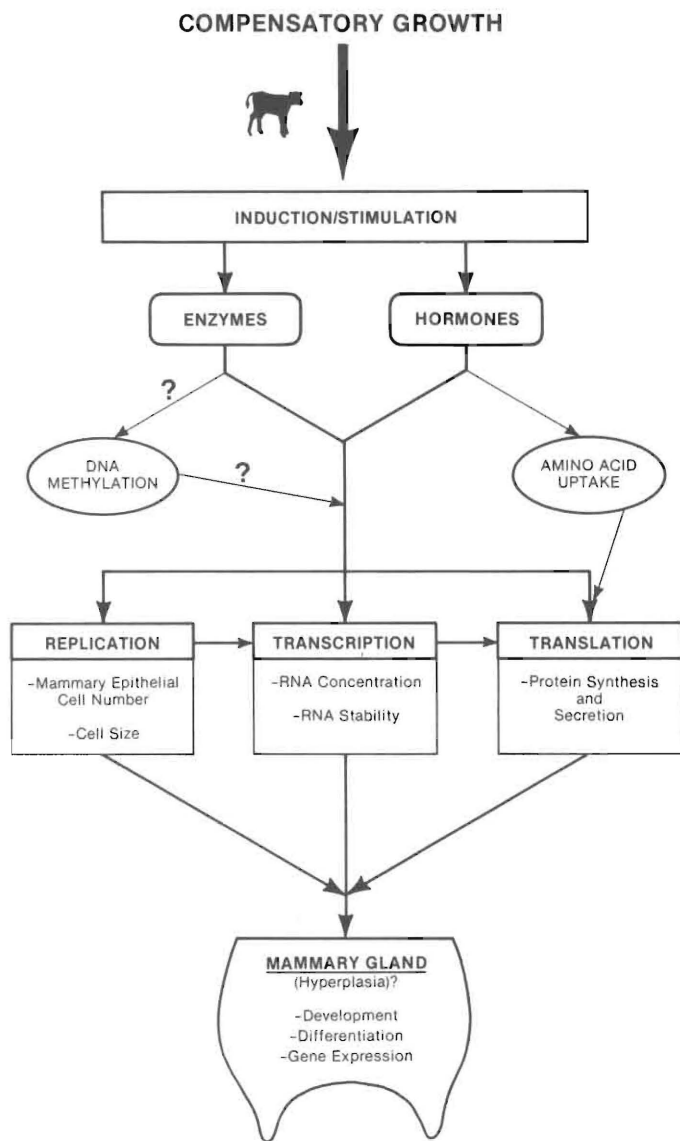 COMPENSATORY GROWTH
INDUCTION/STIMULATION
ENZYMES
HORMONES
?
DNA
METHYLATION
?
AMINO ACID
UPTAKE
REPLICATION
-Mammary Epithelial
Cell Number
-Cell Size
TRANSCRIPTION
-RNA Concentration
-RNA Stability
TRANSLATION
-Protein Synthesis
and
Secretion
MAMMARY GLAND
(Hyperplasia)?
-Development
-Differentiation
-Gene Expression